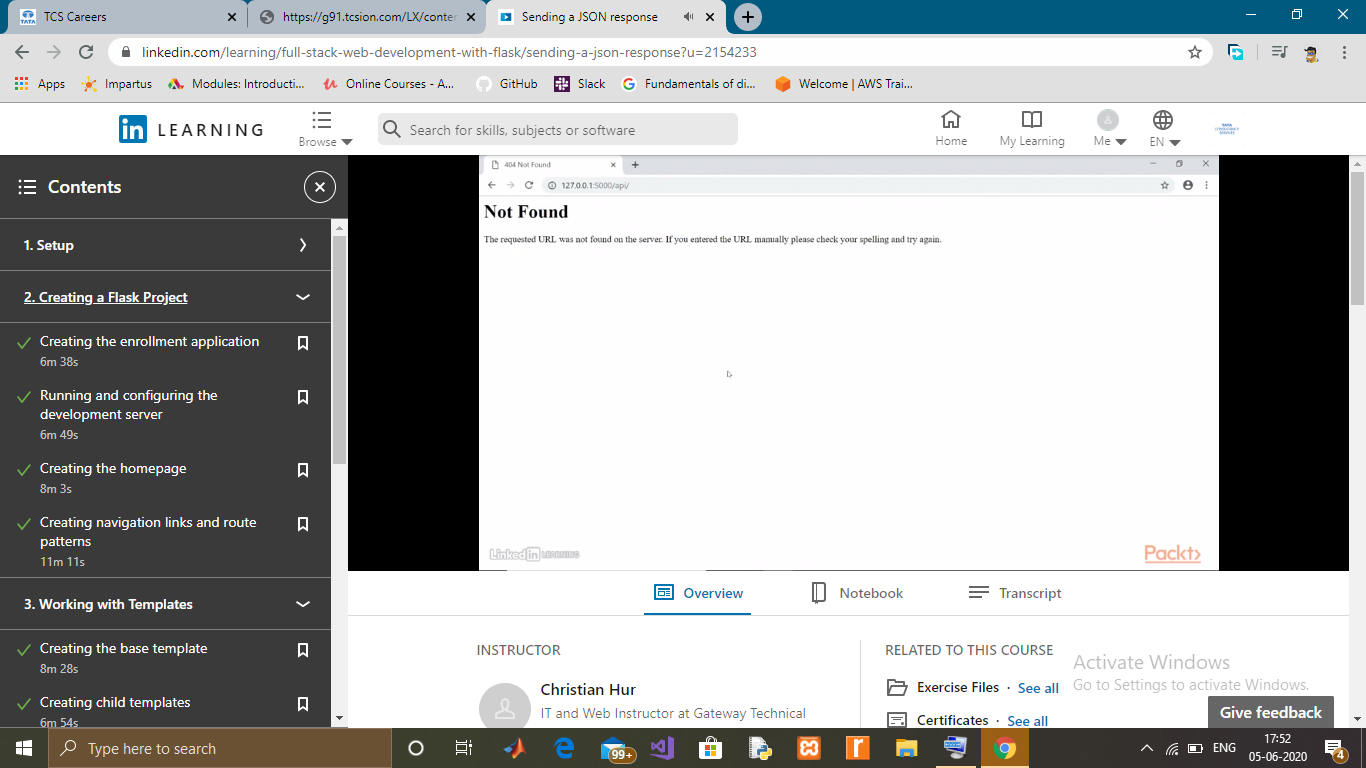 TCS Careers
https://g91.tcsion.com/LX/conter
Sending a JSON response
linkedin.com/learning/full-stack-web-development-with-flask/sending-a-json-response?u=2154233
Apps
Impartus
Modules: Introducti...
Online Courses - A...
GitHub
Slack
Fundamentals of di...
Welcome | AWS Trai...
in LEARNING
Browse
Search for skills, subjects or software
Home
My Learning
Me
EN
TATA
CONSULTANCY
SERVICES
Contents
1. Setup
2. Creating a Flask Project
Creating the enrollment application
6m 38s
Running and configuring the
development server
6m 49s
Creating the homepage
8m 3s
Creating navigation links and route
patterns
11m 11s
3. Working with Templates
Creating the base template
8m 28s
Creating child templates
6m 54s
404 Not Found
127.0.0.1:5000/api/
Not Found
The requested URL was not found on the server. If you entered the URL manually please check your spelling and try again.
Linked in LEARNING
Packt>
Overview
Notebook
Transcript
INSTRUCTOR
Christian Hur
IT and Web Instructor at Gateway Technical
RELATED TO THIS COURSE
Exercise Files · See all
Certificates · See all
Activate Windows
Go to Settings to activate Windows.
Give feedback
Type here to search
99+
ENG
17:52
05-06-2020
4